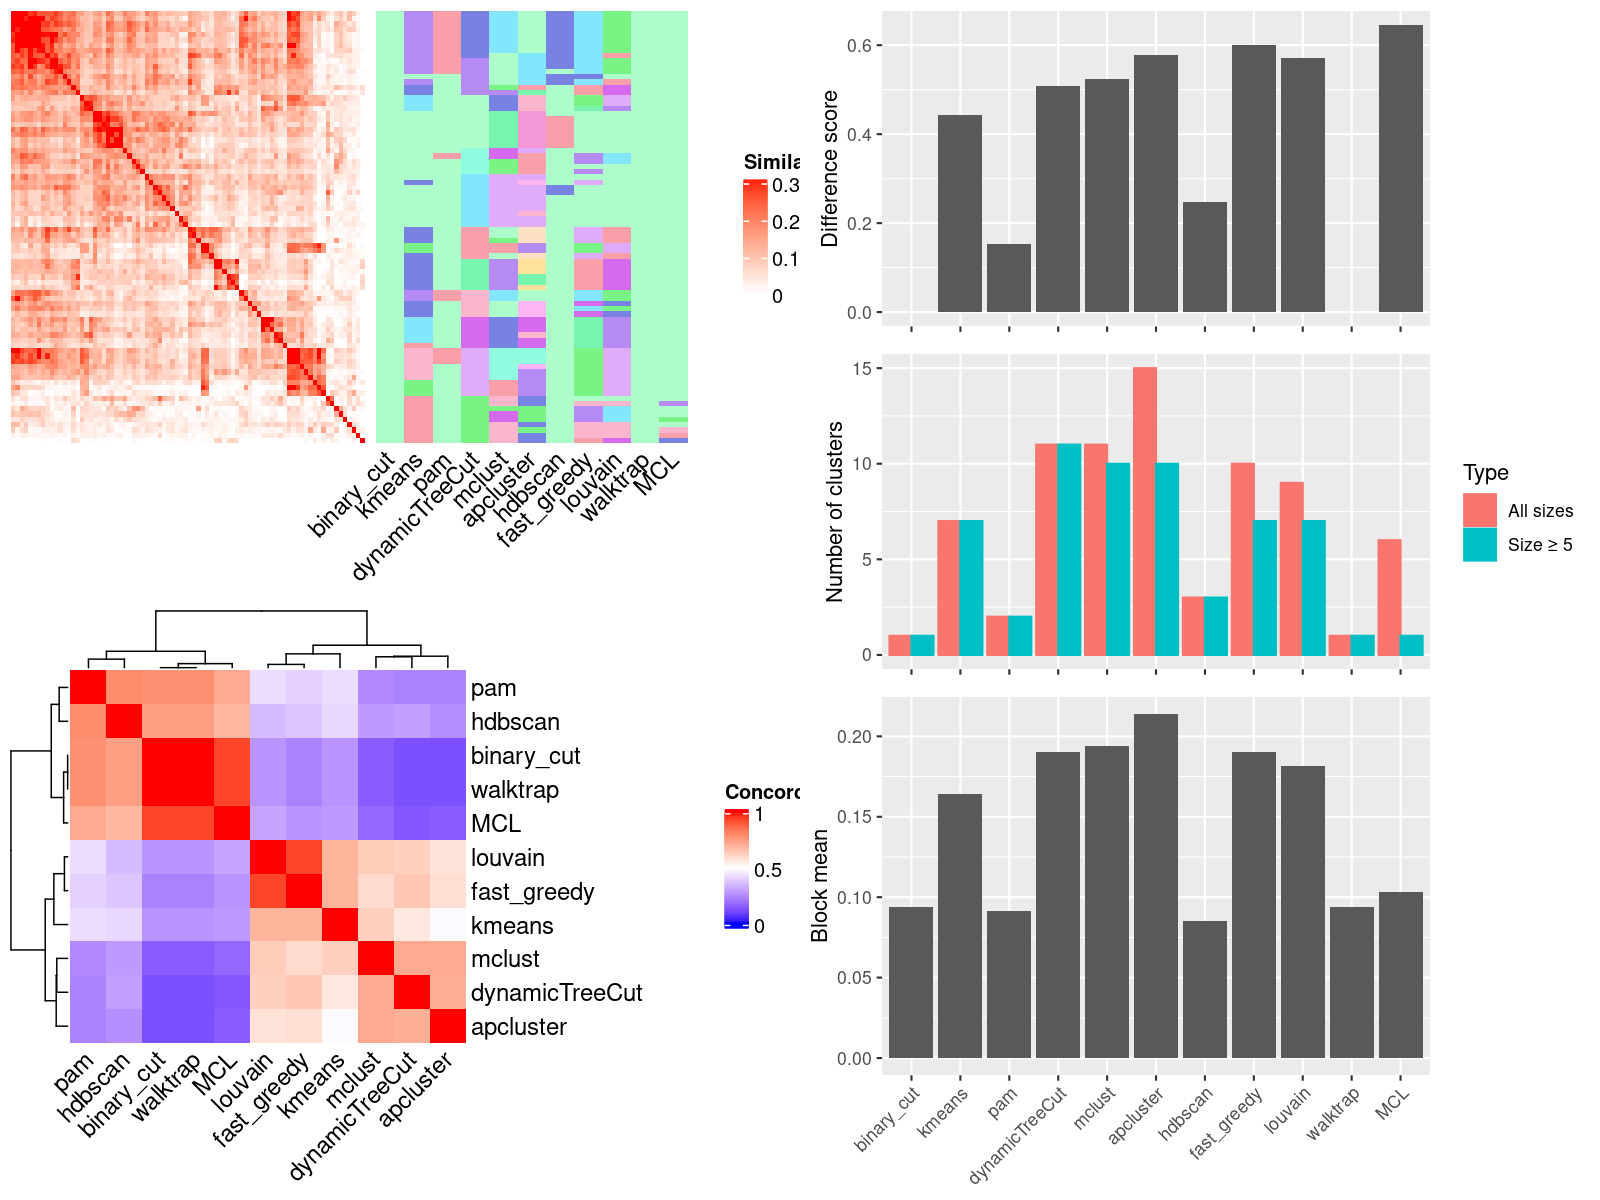 Simila
0.3
0.2
0.1
0
binary_cut
kmeans
pam
dynamicTreeCut
mclust
apcluster
hdbscan
fast_greedy
louvain
walktrap
MCL
pam
hdbscan
binary_cut
walktrap
MCL
louvain
fast_greedy
kmeans
mclust
dynamicTreeCut
apcluster
pam
hdbscan
binary_cut
walktrap
MCL
louvain
fast_greedy
kmeans
mclust
dynamicTreeCut
apcluster
Concord
1
0.5
0
Difference score
0.6
0.4
0.2
0.0
Number of clusters
15
10
5
0
Type
All sizes
Size ≥ 5
Block mean
0.20
0.15
0.10
0.05
0.00
binary_cut
kmeans
pam
dynamicTreeCut
mclust
apcluster
hdbscan
fast_greedy
louvain
walktrap
MCL